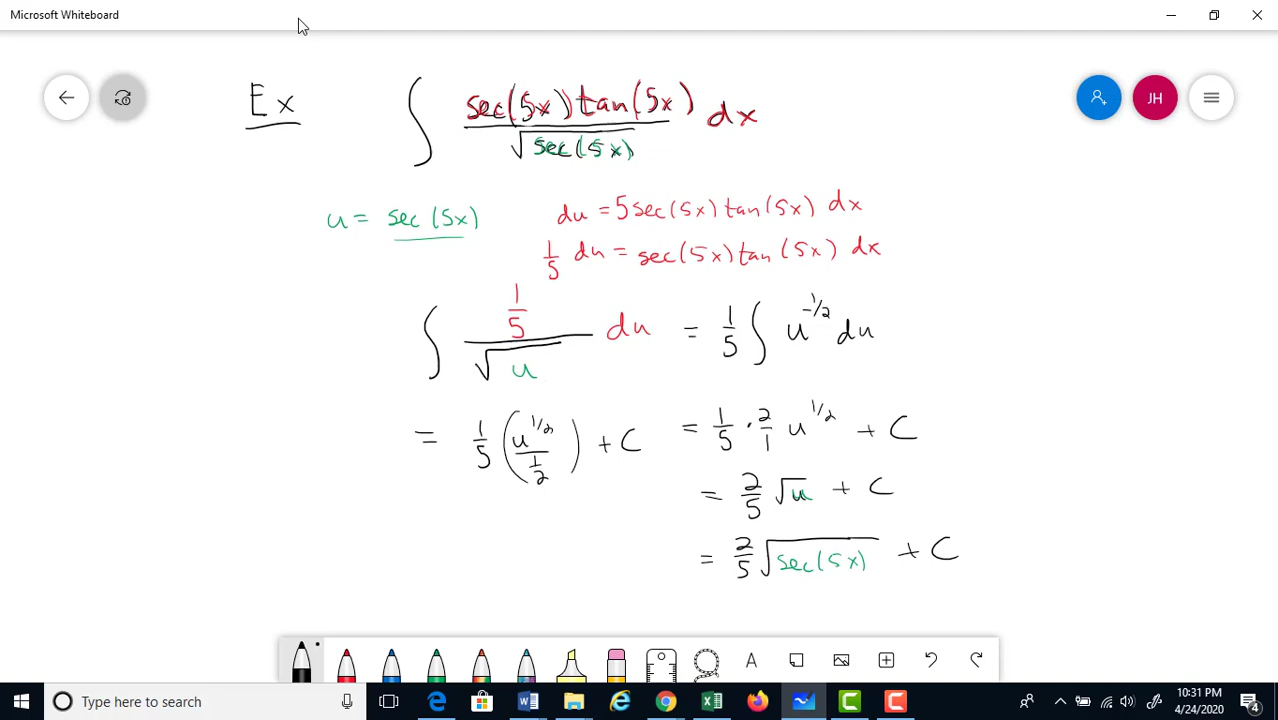 Microsoft Whiteboard
Ex ∫ sec(5x)tan(5x) / √sec(5x) dx
JH
u = sec(5x) du = 5sec(5x)tan(5x) dx
1/5 du = sec(5x)tan(5x) dx
∫ (1/5)/√u du = 1/5 ∫ u^(-1/2) du
= 1/5 (u^(1/2) / (1/2)) + C = 1/5 · 2/1 u^(1/2) + C
= 2/5 √u + C
= 2/5 √sec(5x) + C
A
Type here to search
10:31 PM
4/24/2020
4